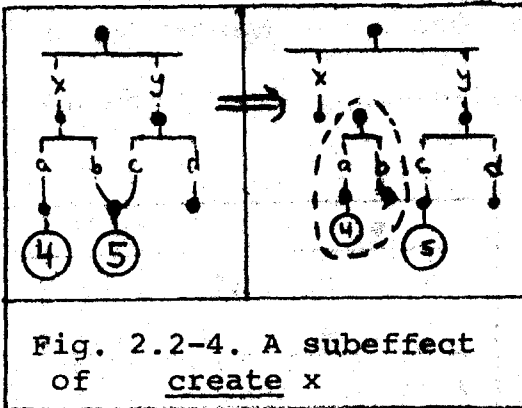 x y x y
a b c d a b c d
4 5 4 5
Fig. 2.2-4. A subeffect
of create x